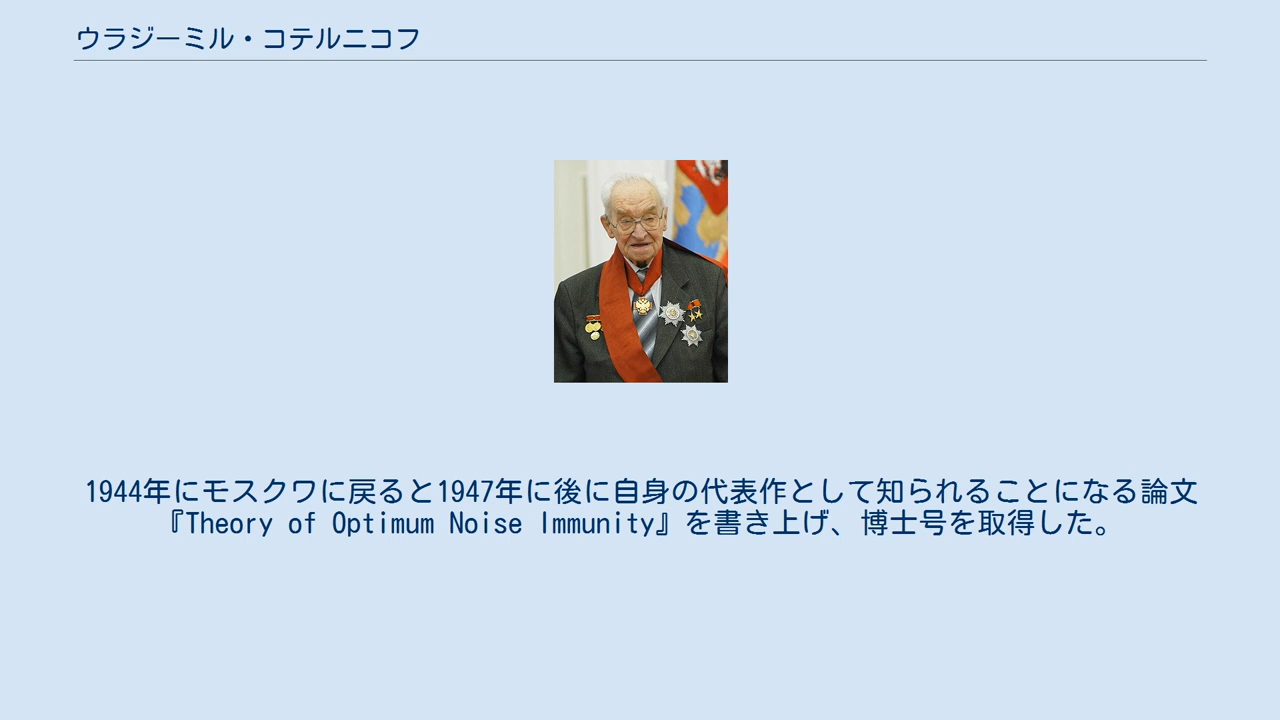 ウラジーミル・コテルニコフ
1944年にモスクワに戻ると1947年に後に自身の代表作として知られることになる論文
『Theory of Optimum Noise Immunity』を書き上げ、博士号を取得した。